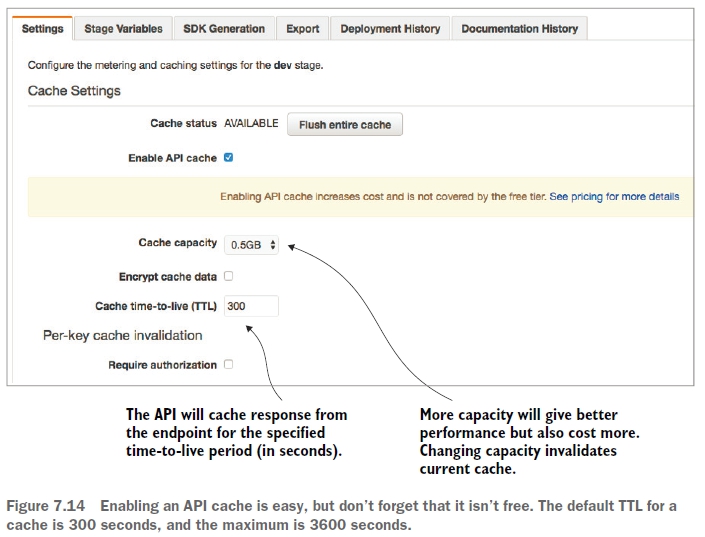 Settings Stage Variables SDK Generation Export Deployment History Documentation History
Configure the metering and caching settings for the dev stage.
Cache Settings
Cache status AVAILABLE Flush entire cache
Enable API cache
Enabling API cache increases cost and is not covered by the free tier. See pricing for more details
Cache capacity 0.5GB
Encrypt cache data
Cache time-to-live (TTL) 300
Per-key cache invalidation
Require authorization
The API will cache response from
the endpoint for the specified
time-to-live period (in seconds).
More capacity will give better
performance but also cost more.
Changing capacity invalidates
current cache.
Figure 7.14 Enabling an API cache is easy, but don’t forget that it isn’t free. The default TTL for a
cache is 300 seconds, and the maximum is 3600 seconds.